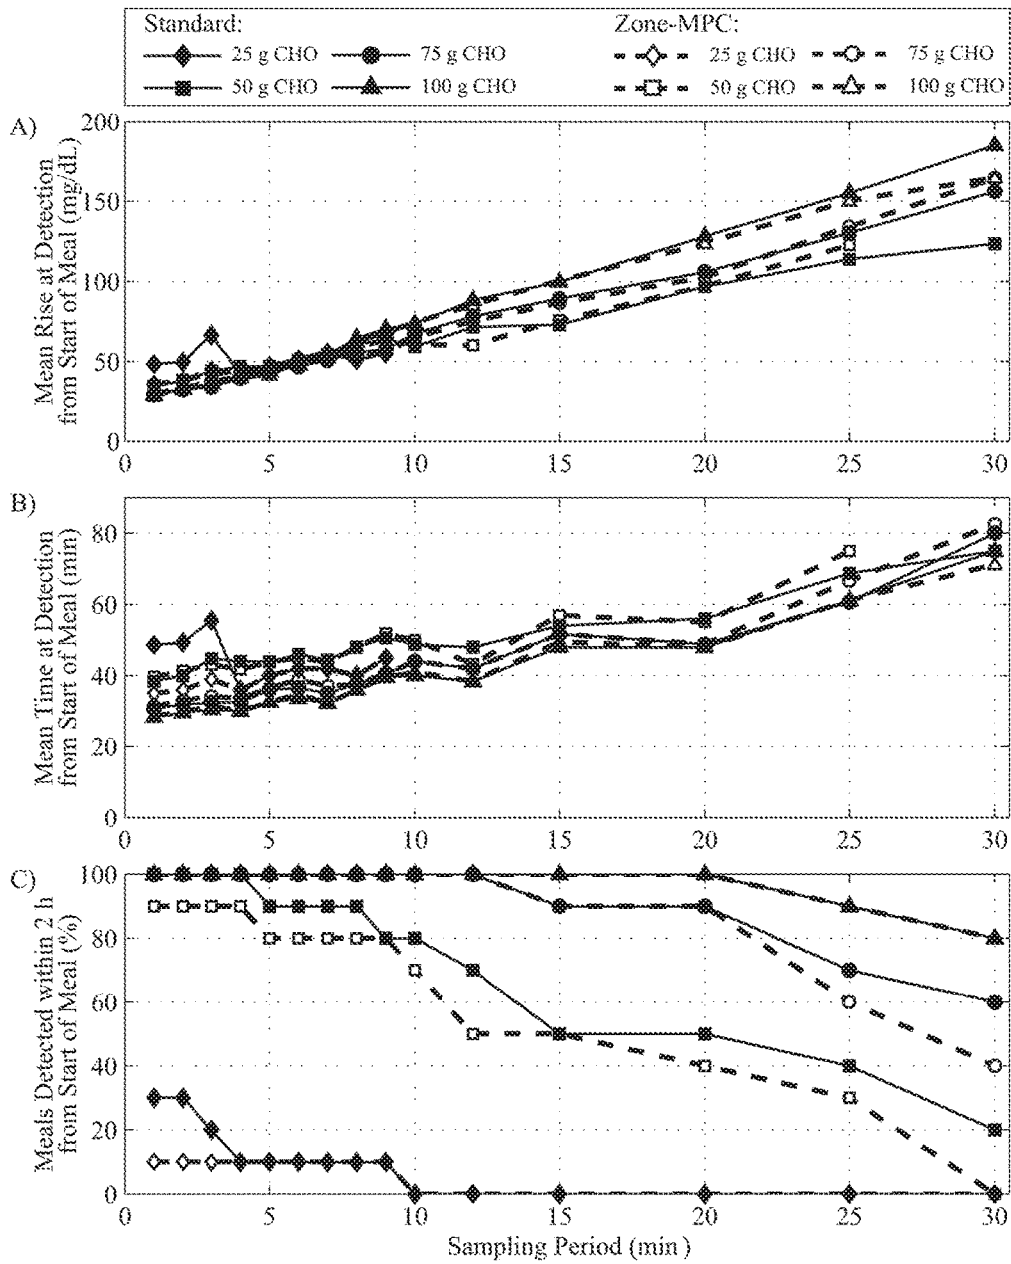 Standard: Zone-MPC:
25 g CHO 75 g CHO 25 g CHO 75 g CHO
50 g CHO 100 g CHO 50 g CHO 100 g CHO
A)
Mean Rise at Detection
from Start of Meal (mg/dL)
200
150
100
50
0
0 5 10 15 20 25 30
B)
Mean Time at Detection
from Start of Meal (min)
80
60
40
20
0
0 5 10 15 20 25 30
C)
Meals Detected within 2 h
from Start of Meal (%)
100
80
60
40
20
0
0 5 10 15 20 25 30
Sampling Period (min)